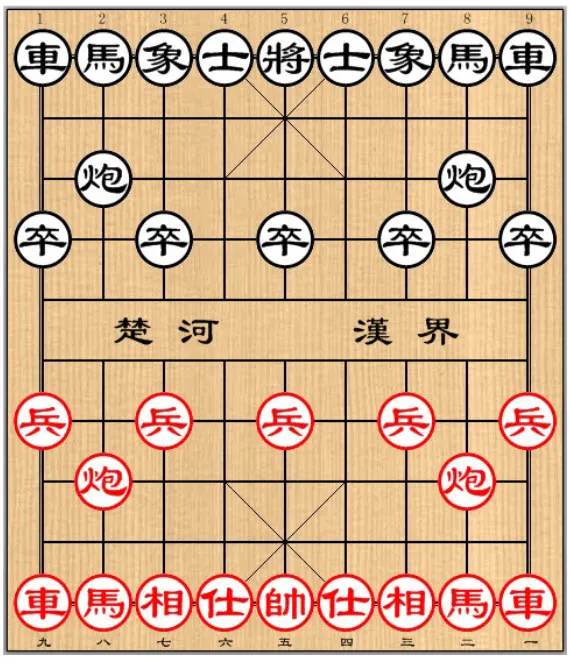 1 2 3 4 5 6 7 8 9
車 馬 象 士 將 士 象 馬 車
炮 炮
卒 卒 卒 卒 卒
楚 河 漢 界
兵 兵 兵 兵 兵
炮 炮
車 馬 相 仕 帥 仕 相 馬 車
九 八 七 六 五 四 三 二 一